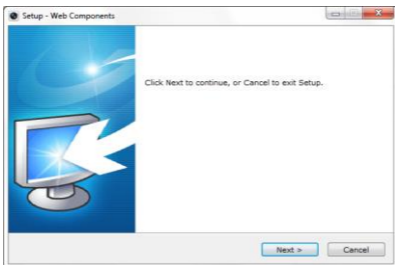 Setup - Web Components
Click Next to continue, or Cancel to exit Setup.
Next >
Cancel